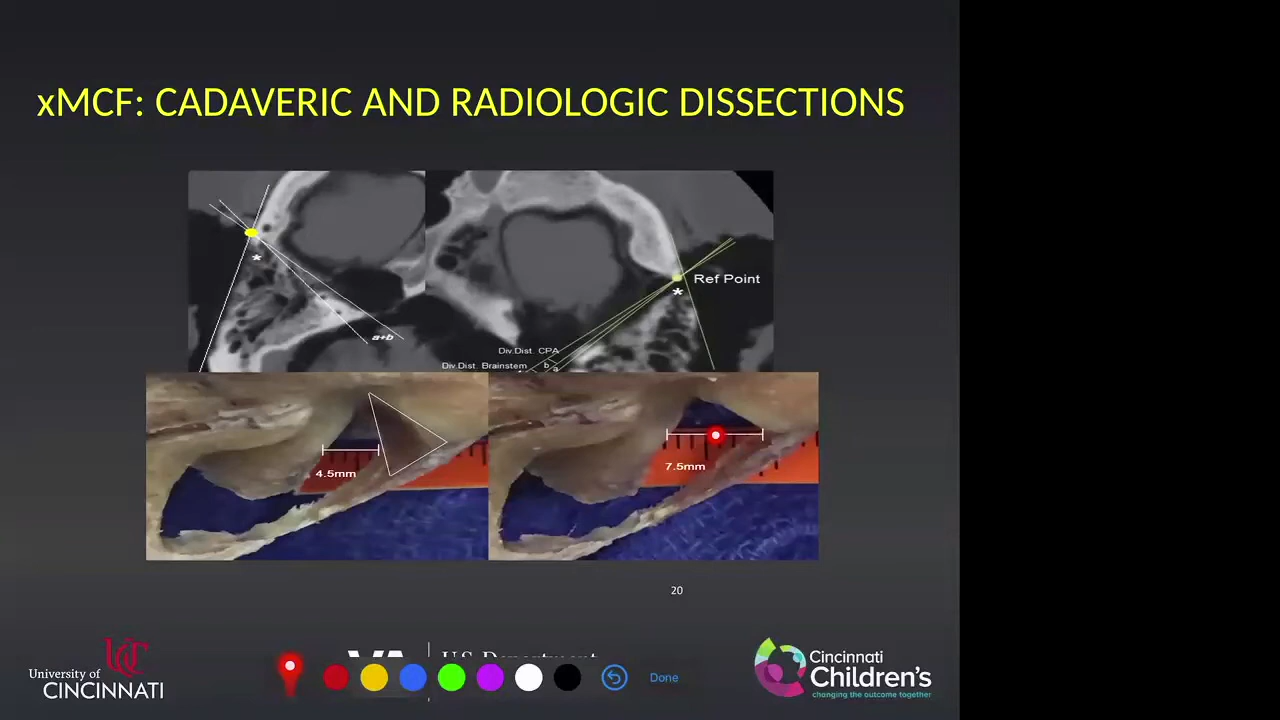 xMCF: CADAVERIC AND RADIOLOGIC DISSECTIONS
*
a+b
Ref Point
*
Div.Dist. CPA
Div.Dist. Brainstem
b
a
4.5mm
7.5mm
20
University of
CINCINNATI
Done
Cincinnati
Children's
changing the outcome together